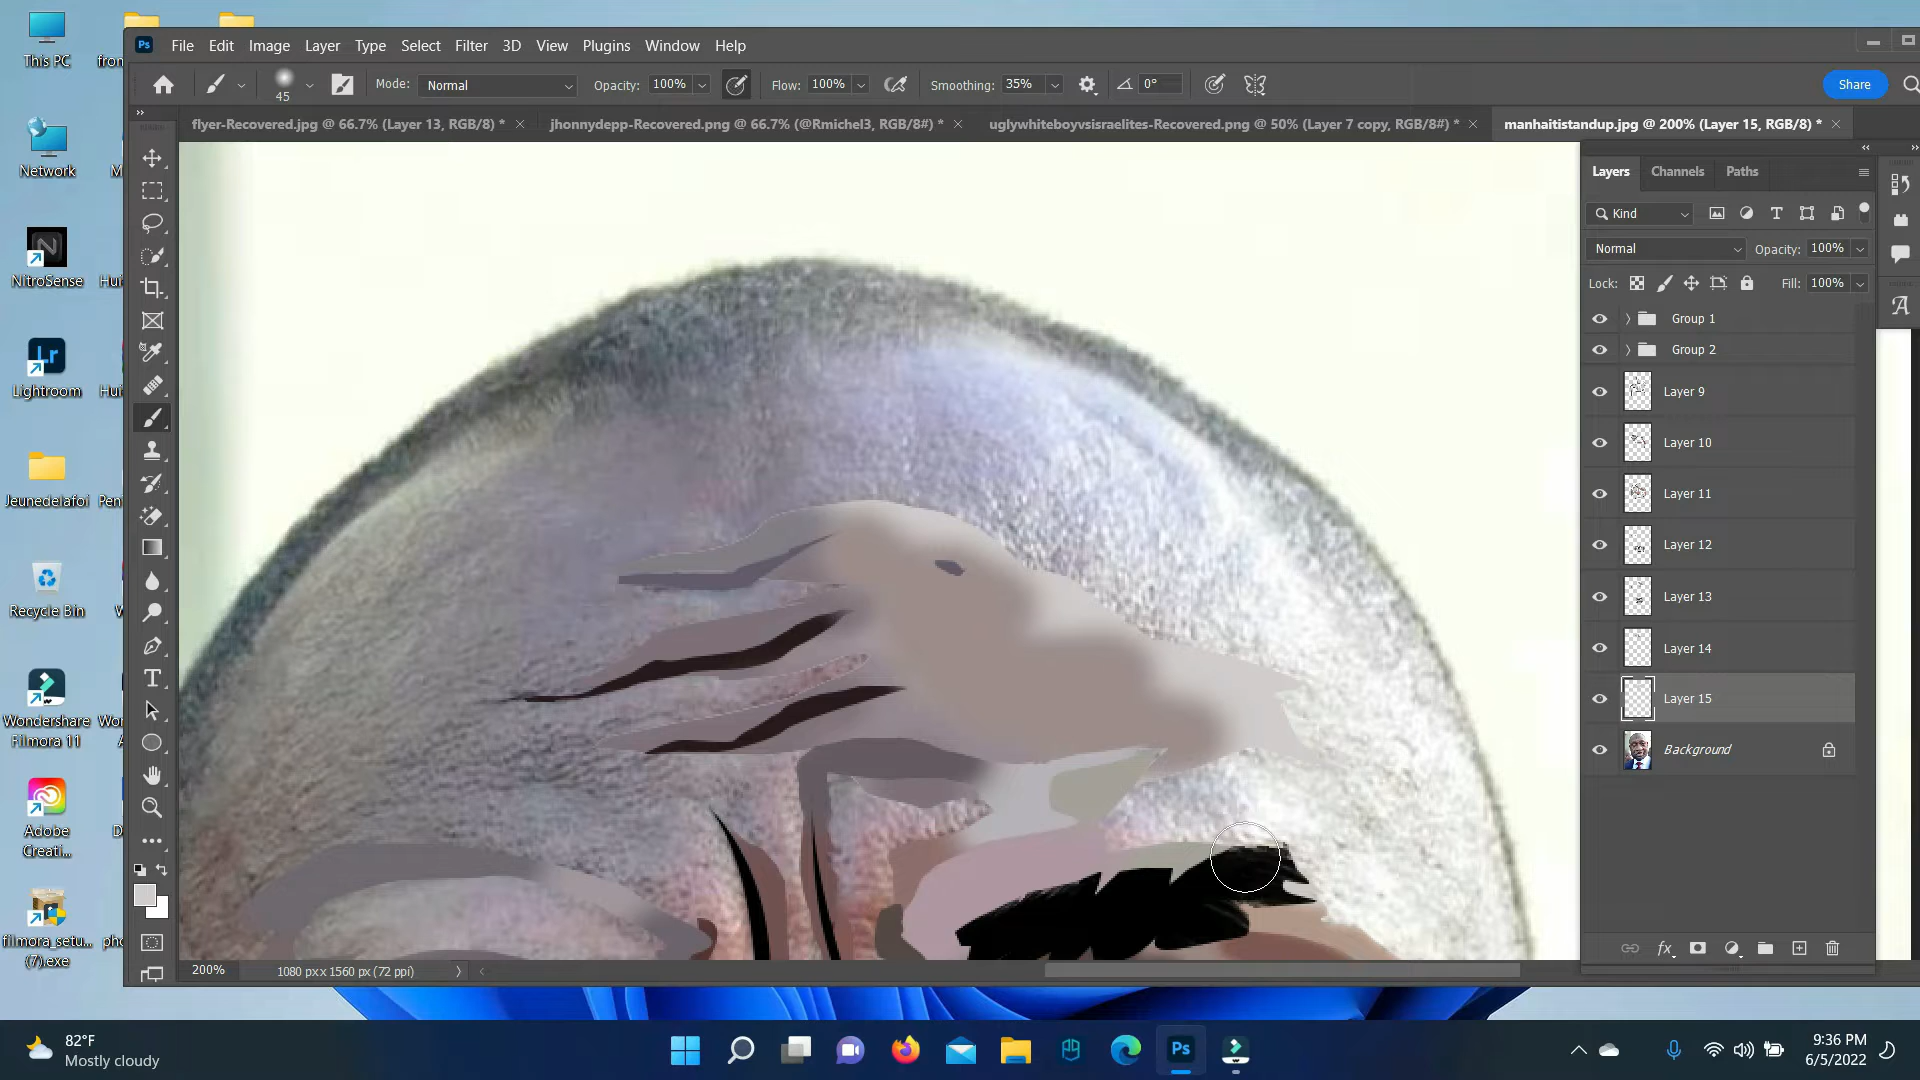 This PC
Network
NitroSense
Lightroom
Jeunedelafoi
Recycle Bin
Wondershare
Filmora 11
Adobe
Creati...
filmora_setu...
(7).exe
Ps File Edit Image Layer Type Select Filter 3D View Plugins Window Help
45 Mode: Normal Opacity: 100% Flow: 100% Smoothing: 35% 0° Share
flyer-Recovered.jpg @ 66.7% (Layer 13, RGB/8) *
jhonnydepp-Recovered.png @ 66.7% (@Rmichel3, RGB/8#) *
uglywhiteboyvsisraelites-Recovered.png @ 50% (Layer 7 copy, RGB/8#) *
manhaitistandup.jpg @ 200% (Layer 15, RGB/8) *
Layers Channels Paths
Kind
Normal Opacity: 100%
Lock: Fill: 100%
Group 1
Group 2
Layer 9
Layer 10
Layer 11
Layer 12
Layer 13
Layer 14
Layer 15
Background
fx
200% 1080 px x 1560 px (72 ppi)
82°F
Mostly cloudy
Ps
9:36 PM
6/5/2022